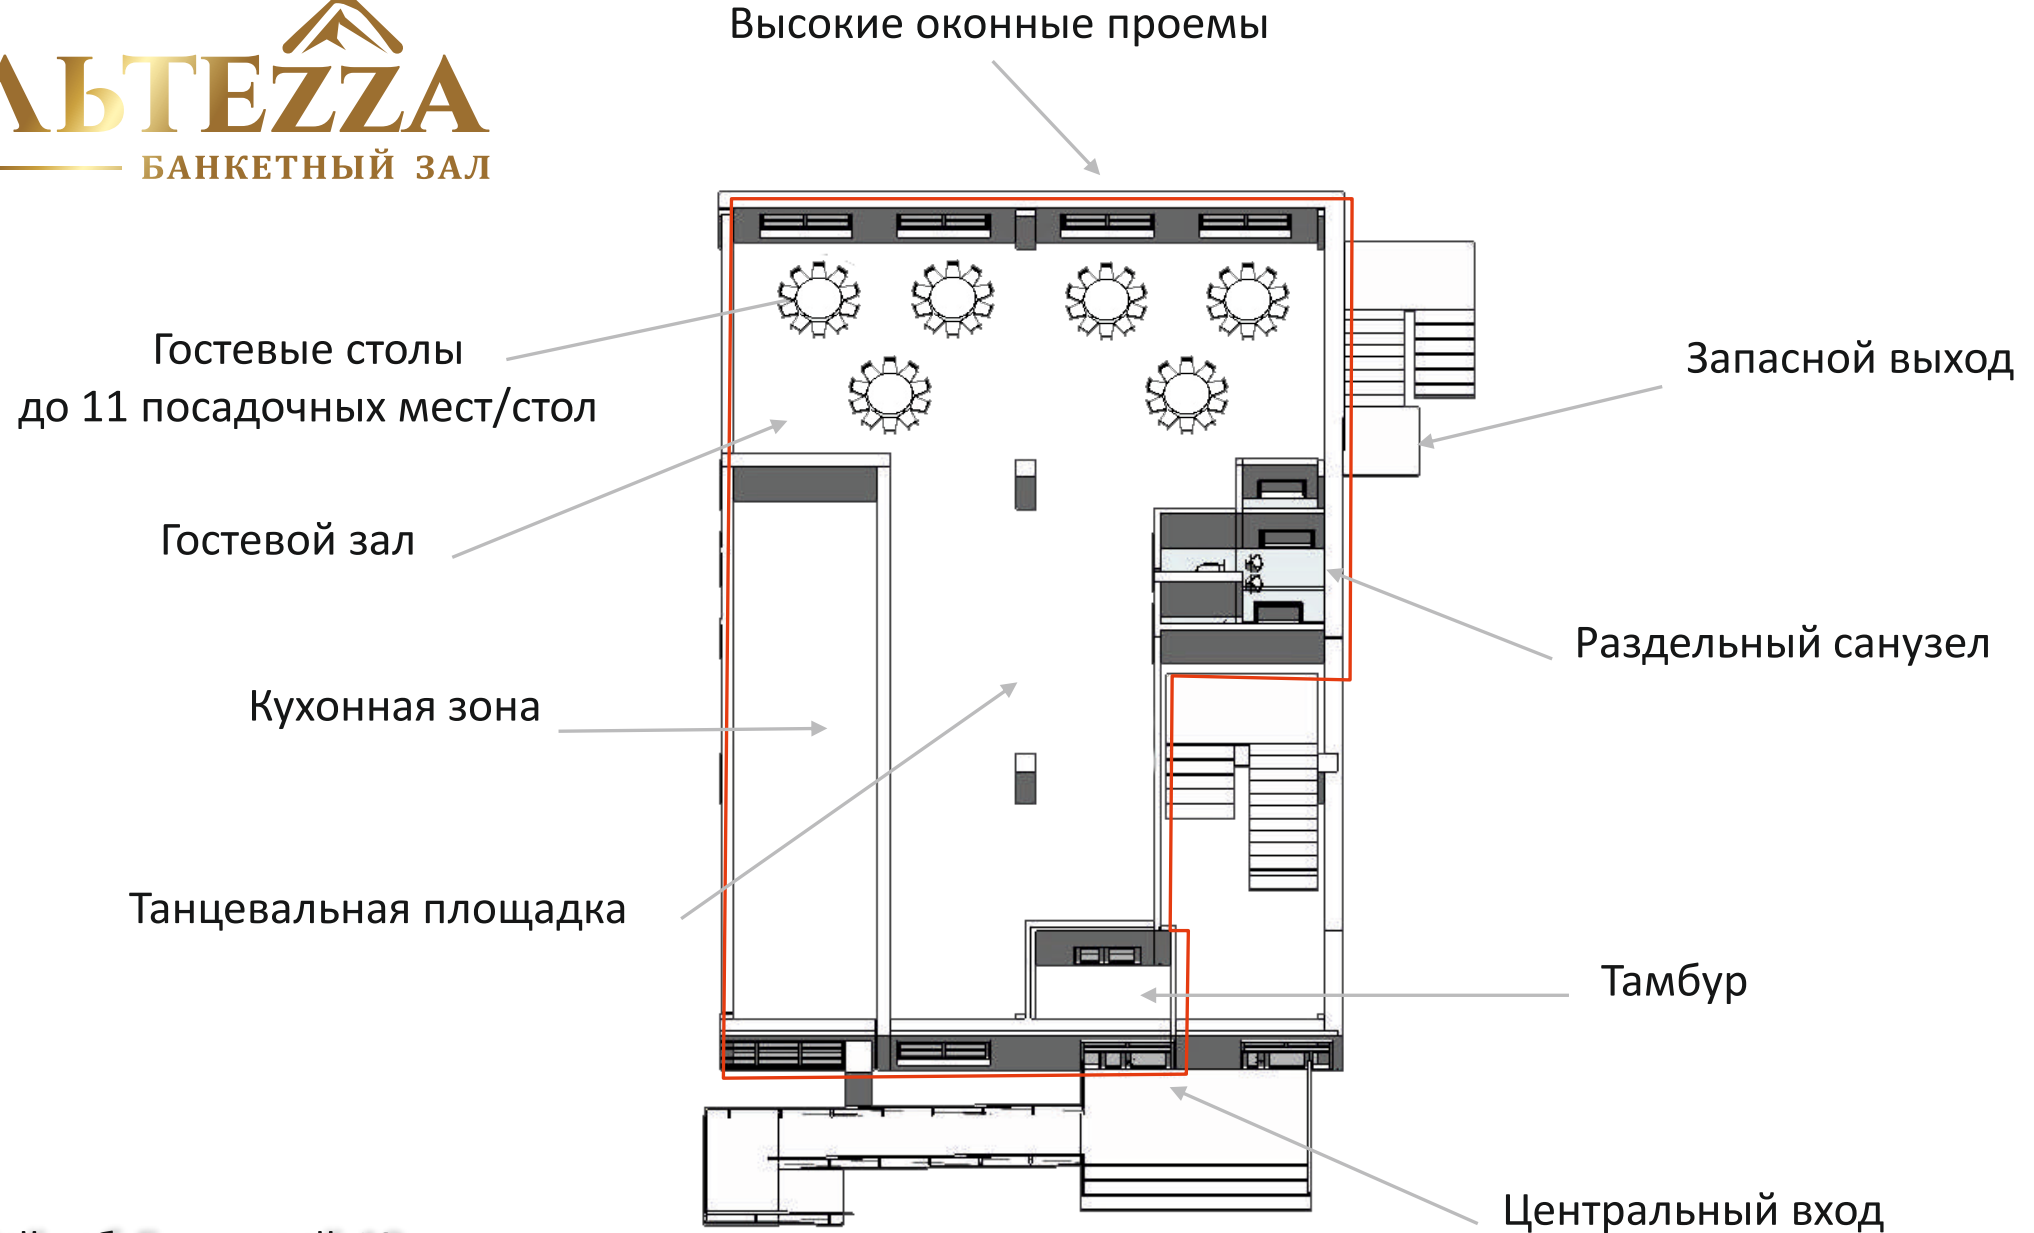 Высокие оконные проемы
ЛЬТЕZZA
БАНКЕТНЫЙ ЗАЛ
Гостевые столы
до 11 посадочных мест/стол
Запасной выход
Гостевой зал
Раздельный санузел
Кухонная зона
Танцевальная площадка
Тамбур
Центральный вход